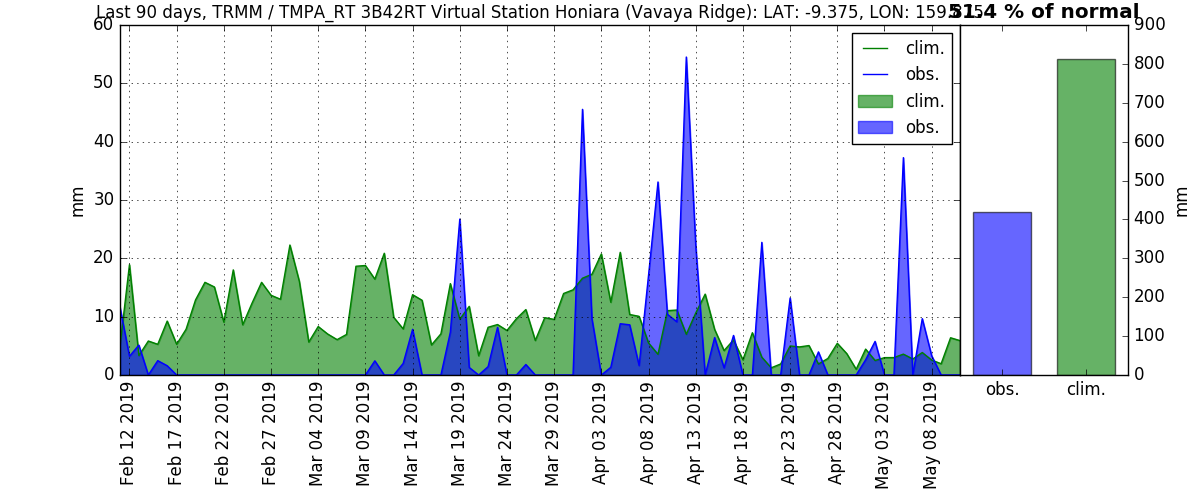 Last 90 days, TRMM / TMPA_RT 3B42RT Virtual Station Honiara (Vavaya Ridge): LAT: -9.375, LON:
51.4 % of normal
60
50
40
30
20
10
0
mm
clim.
obs.
clim.
obs.
Feb 12 2019
Feb 17 2019
Feb 22 2019
Feb 27 2019
Mar 04 2019
Mar 09 2019
Mar 14 2019
Mar 19 2019
Mar 24 2019
Mar 29 2019
Apr 03 2019
Apr 08 2019
Apr 13 2019
Apr 18 2019
Apr 23 2019
Apr 28 2019
May 03 2019
May 08 2019
900
800
700
600
500
400
300
200
100
0
mm
obs.
clim.